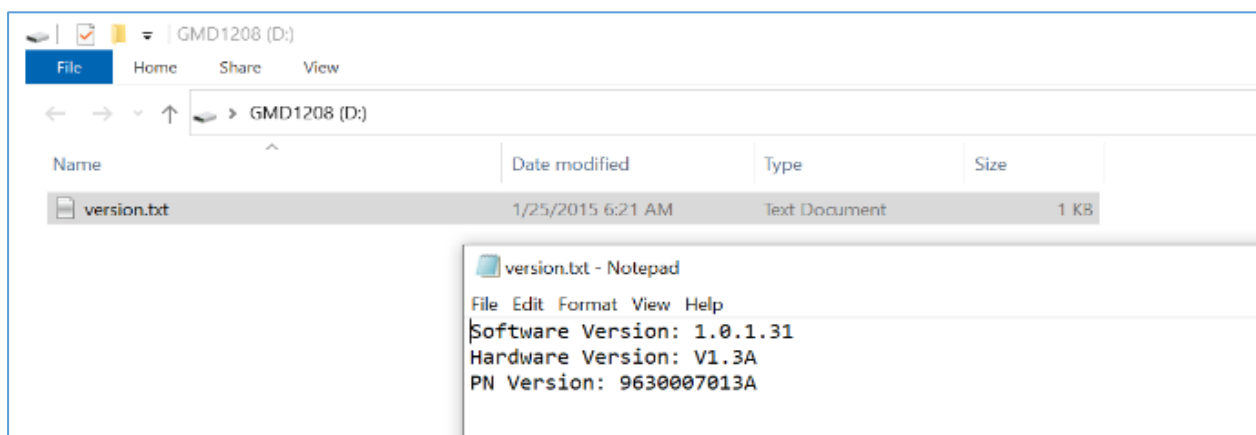 GMD1208 (D:)
File Home Share View
GMD1208 (D:)
Name Date modified Type Size
version.txt 1/25/2015 6:21 AM Text Document 1 KB
version.txt - Notepad
File Edit Format View Help
Software Version: 1.0.1.31
Hardware Version: V1.3A
PN Version: 9630007013A